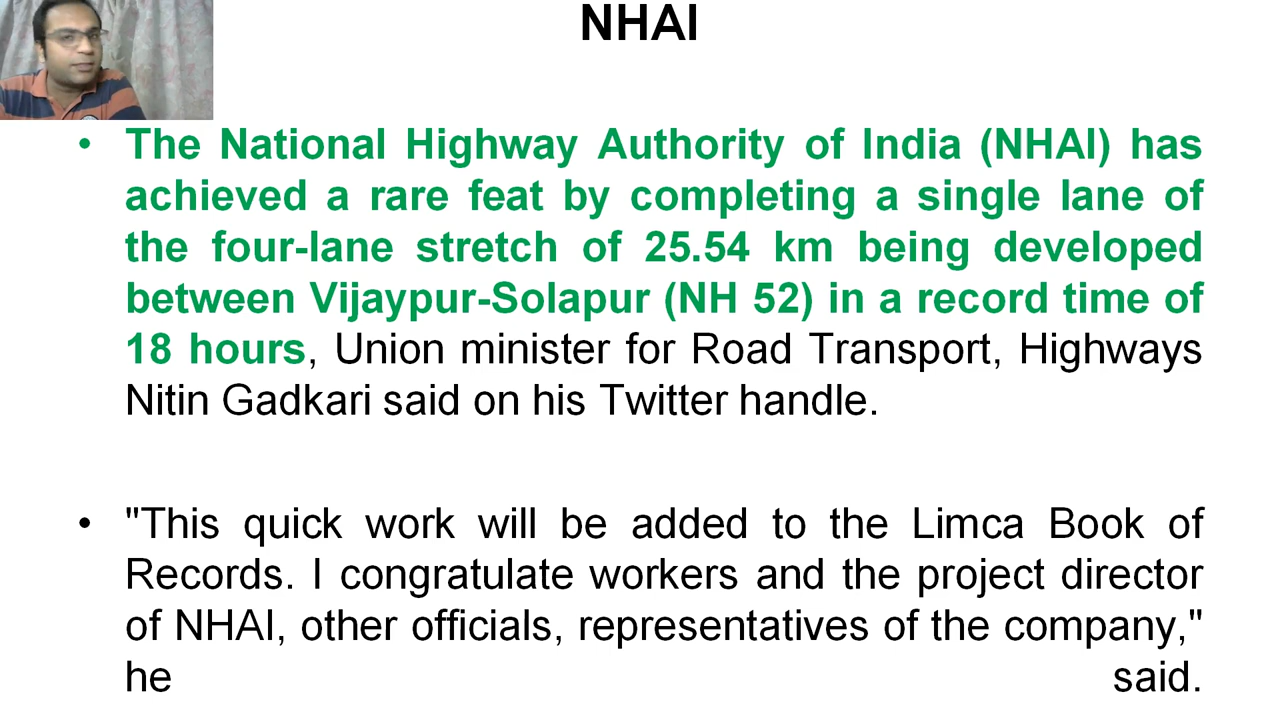 NHAI
• The National Highway Authority of India (NHAI) has
achieved a rare feat by completing a single lane of
the four-lane stretch of 25.54 km being developed
between Vijaypur-Solapur (NH 52) in a record time of
18 hours, Union minister for Road Transport, Highways
Nitin Gadkari said on his Twitter handle.
• "This quick work will be added to the Limca Book of
Records. I congratulate workers and the project director
of NHAI, other officials, representatives of the company,"
he said.